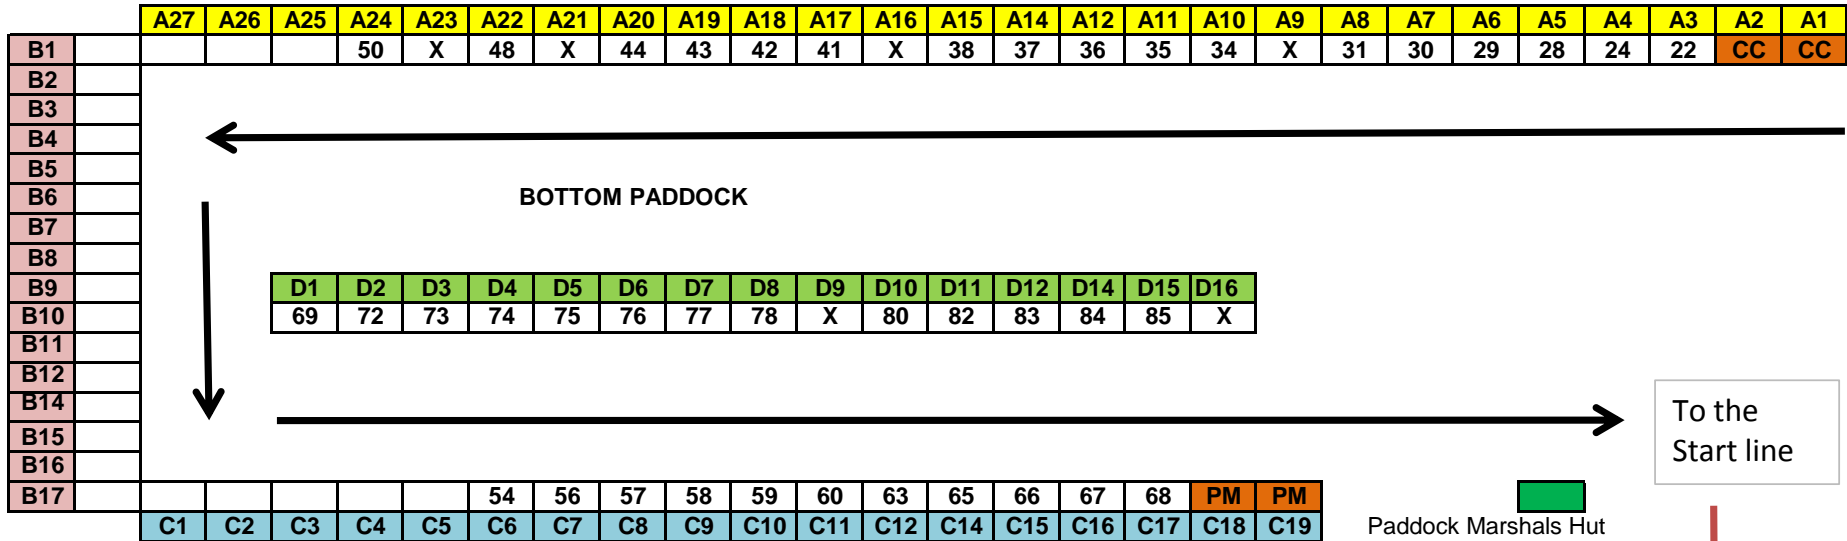 A27 A26 A25 A24 A23 A22 A21 A20 A19 A18 A17 A16 A15 A14 A12 A11 A10 A9 A8 A7 A6 A5 A4 A3 A2 A1
B1 50 X 48 X 44 43 42 41 X 38 37 36 35 34 X 31 30 29 28 24 22 CC CC
B2
B3
B4
B5
B6 BOTTOM PADDOCK
B7
B8
B9 D1 D2 D3 D4 D5 D6 D7 D8 D9 D10 D11 D12 D14 D15 D16
B10 69 72 73 74 75 76 77 78 X 80 82 83 84 85 X
B11
B12
B14
To the
B15
Start line
B16
B17 54 56 57 58 59 60 63 65 66 67 68 PM PM
C1 C2 C3 C4 C5 C6 C7 C8 C9 C10 C11 C12 C14 C15 C16 C17 C18 C19 Paddock Marshals Hut